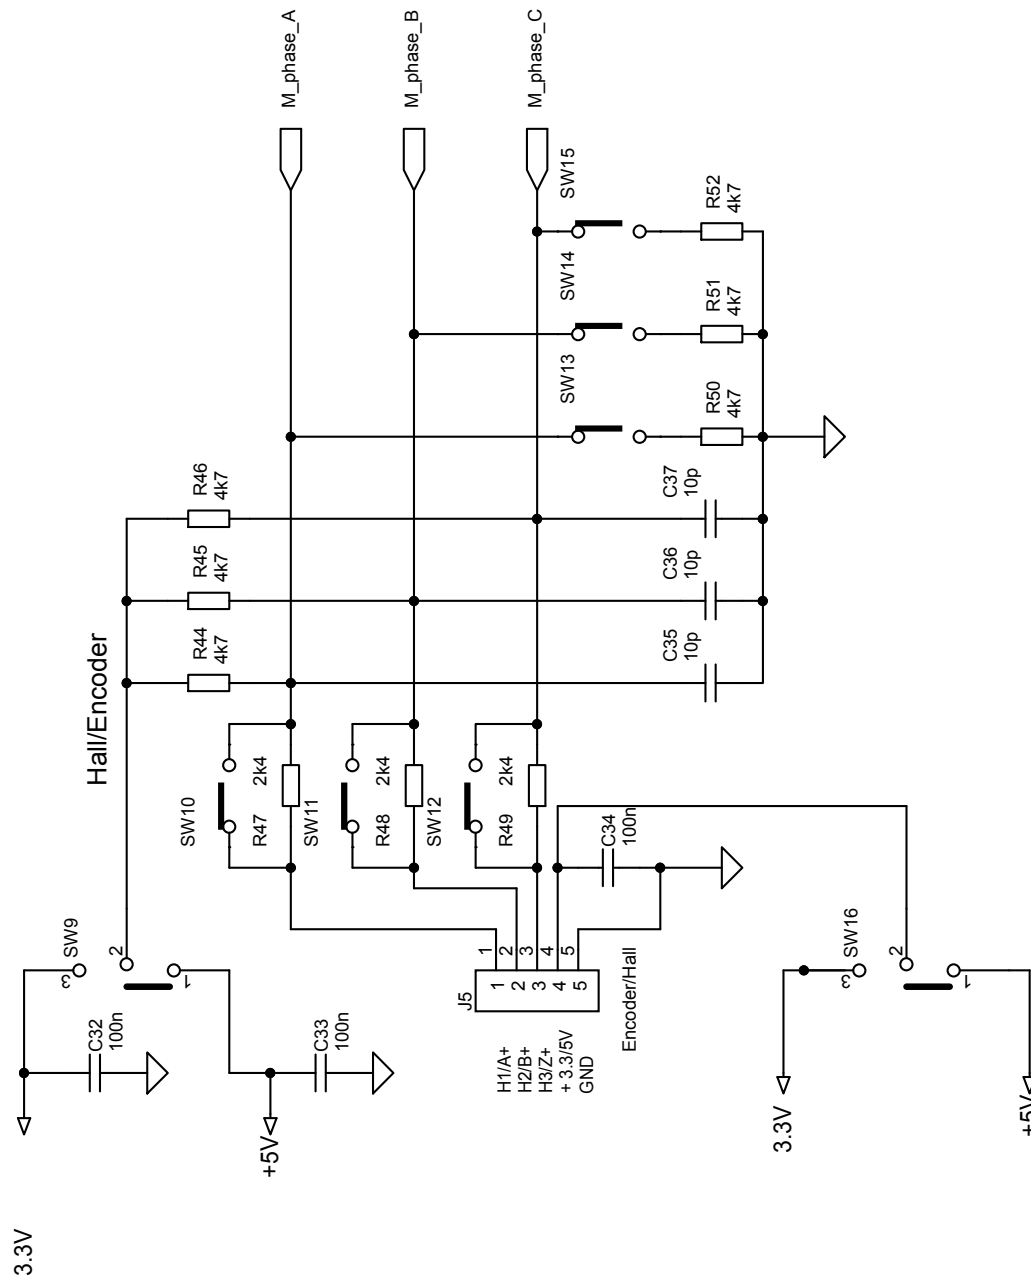 Hall/Encoder
3.3V
C32
100n
SW9
3
2
1
+5V
C33
100n
R44
4k7
R45
4k7
R46
4k7
M_phase_A
M_phase_B
M_phase_C
SW10
R47
2k4
SW11
R48
2k4
SW12
R49
2k4
C35
10p
C36
10p
C37
10p
SW13
SW14
SW15
R50
4k7
R51
4k7
R52
4k7
J5
H1/A+
H2/B+
H3/Z+
+ 3.3/5V
GND
1
2
3
4
5
1
2
3
4
5
Encoder/Hall
C34
100n
3.3V
SW16
3
2
1
+5V